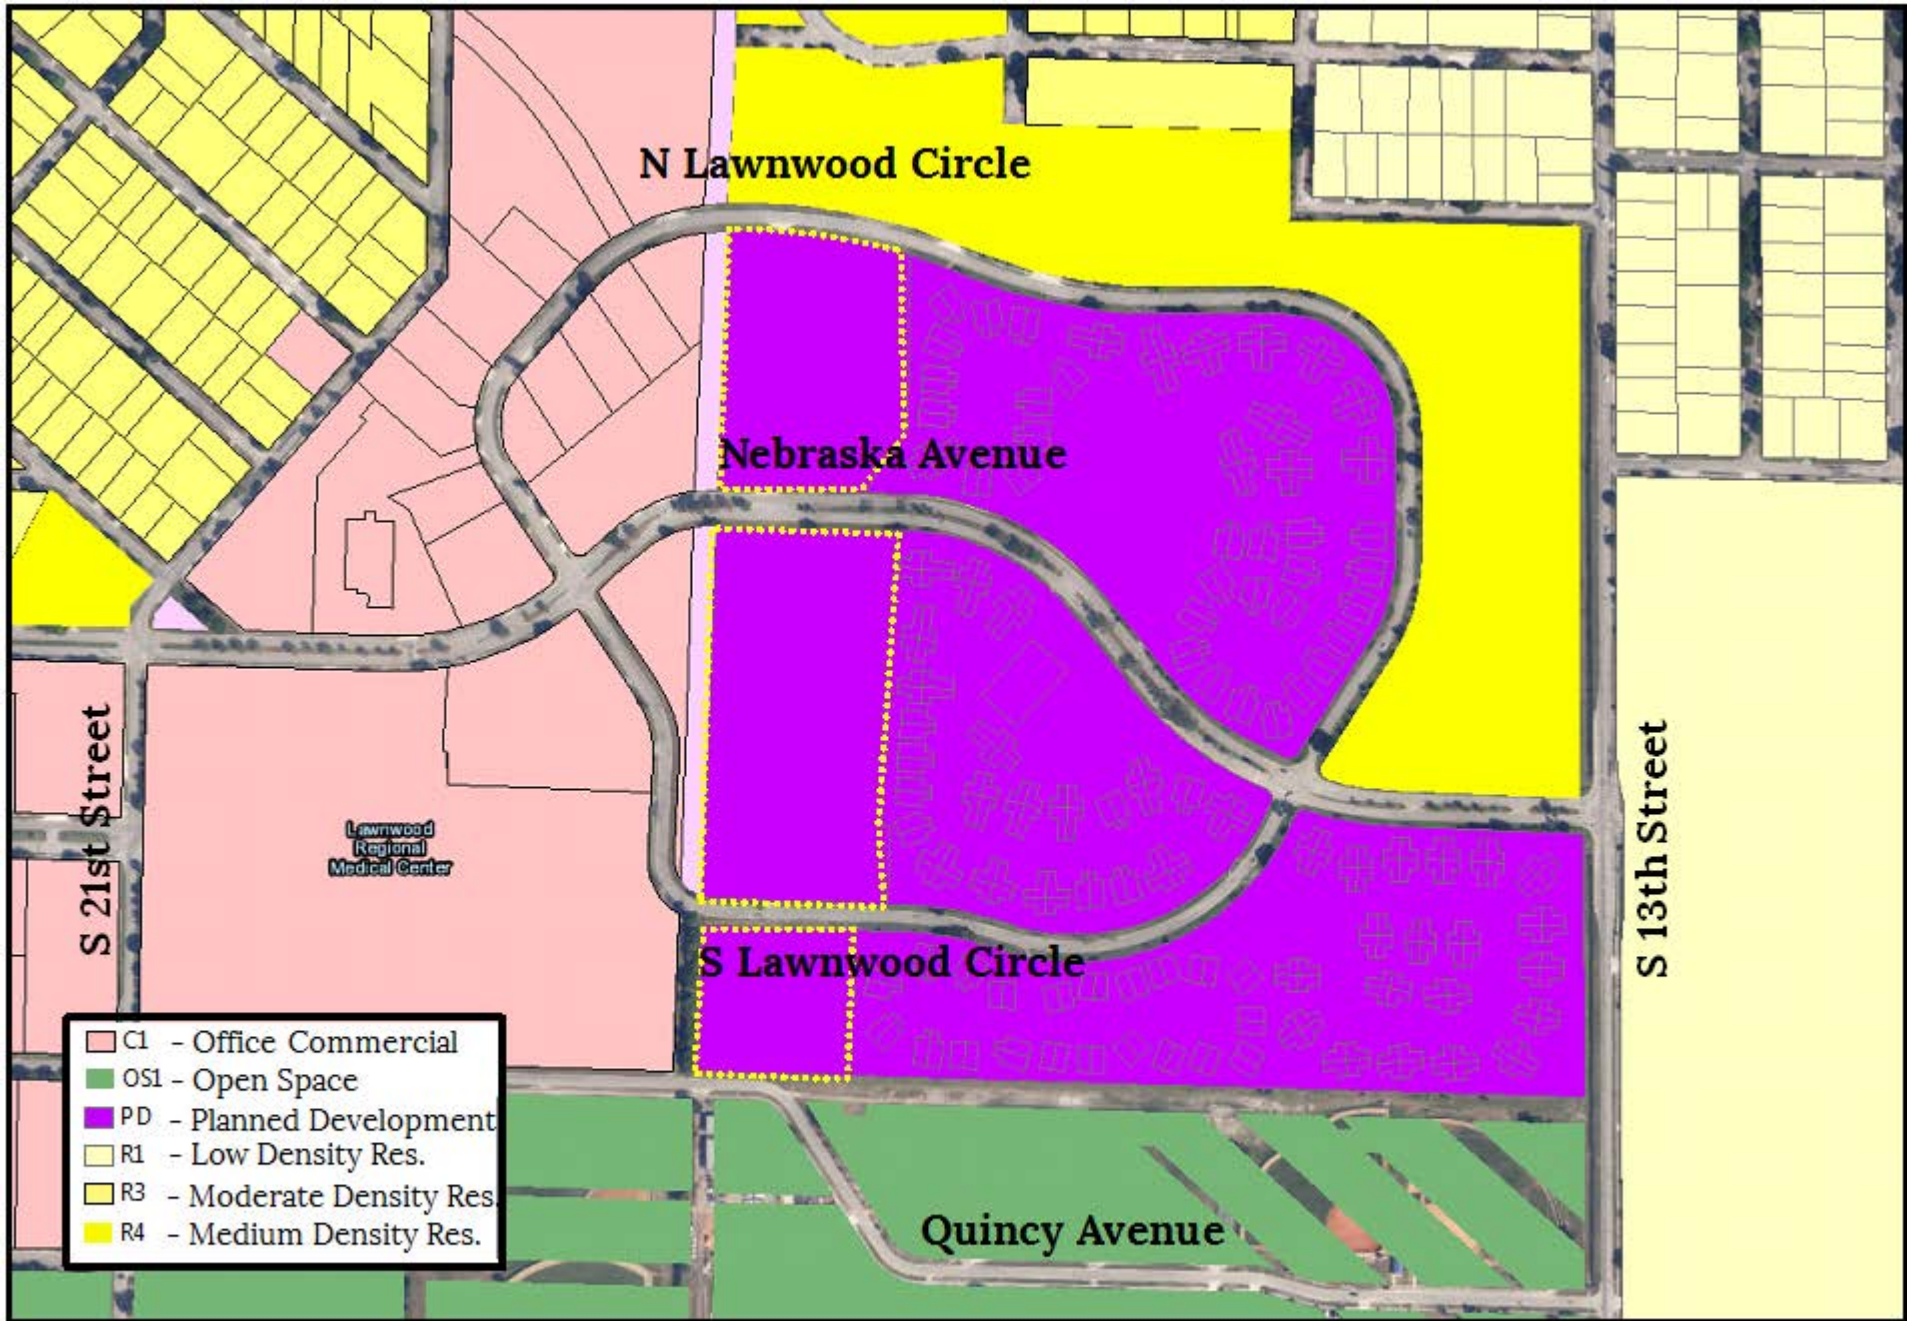 N Lawnwood Circle
Nebraska Avenue
S 21st Street
Lawnwood
Regional
Medical Center
S 13th Street
S Lawnwood Circle
C1 - Office Commercial
OS1 - Open Space
PD - Planned Development
R1 - Low Density Res.
R3 - Moderate Density Res.
R4 - Medium Density Res.
Quincy Avenue